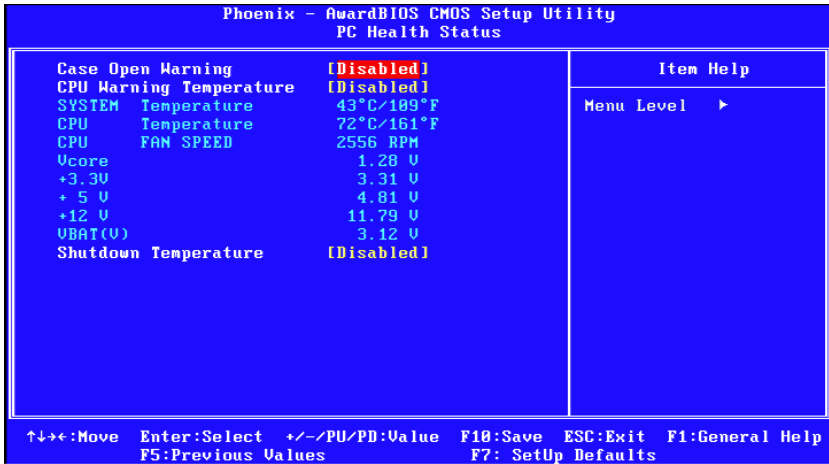 Phoenix - AwardBIOS CMOS Setup Utility
PC Health Status
Case Open Warning [Disabled]
CPU Warning Temperature [Disabled]
SYSTEM Temperature 43°C/109°F
CPU Temperature 72°C/161°F
CPU FAN SPEED 2556 RPM
Vcore 1.28 V
+3.3V 3.31 V
+ 5 V 4.81 V
+12 V 11.79 V
VBAT(V) 3.12 V
Shutdown Temperature [Disabled]
Item Help
Menu Level ▶
↑↓→←:Move Enter:Select +/-/PU/PD:Value F10:Save ESC:Exit F1:General Help
F5:Previous Values F7: SetUp Defaults